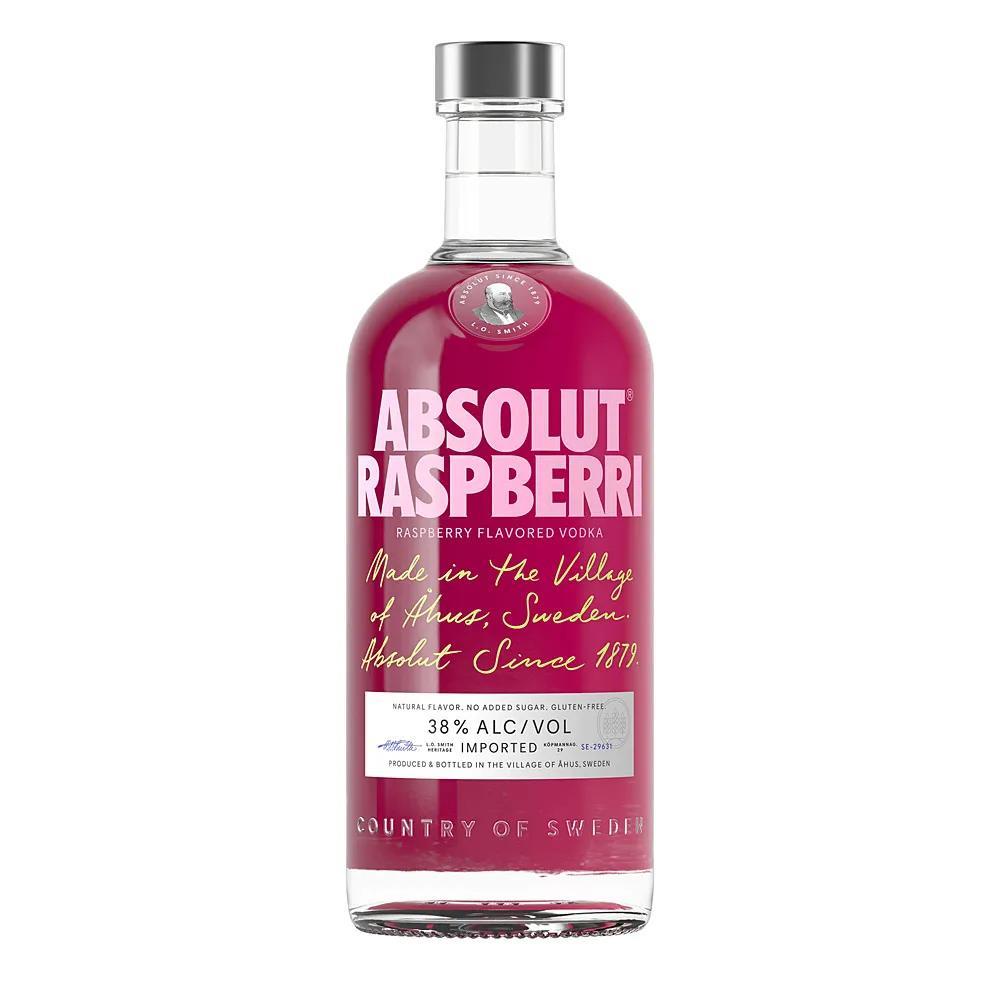 ABSOLUT SINCE 1879
L.O. SMITH
ABSOLUT®
RASPBERRI
RASPBERRY FLAVORED VODKA
Made in the Village
of Åhus, Sweden.
Absolut Since 1879.
NATURAL FLAVOR. NO ADDED SUGAR. GLUTEN-FREE.
38% ALC/VOL
L.O. SMITH HERITAGE IMPORTED KÖPMANNAG. 29 SE-29631
PRODUCED & BOTTLED IN THE VILLAGE OF ÅHUS, SWEDEN
COUNTRY OF SWEDEN